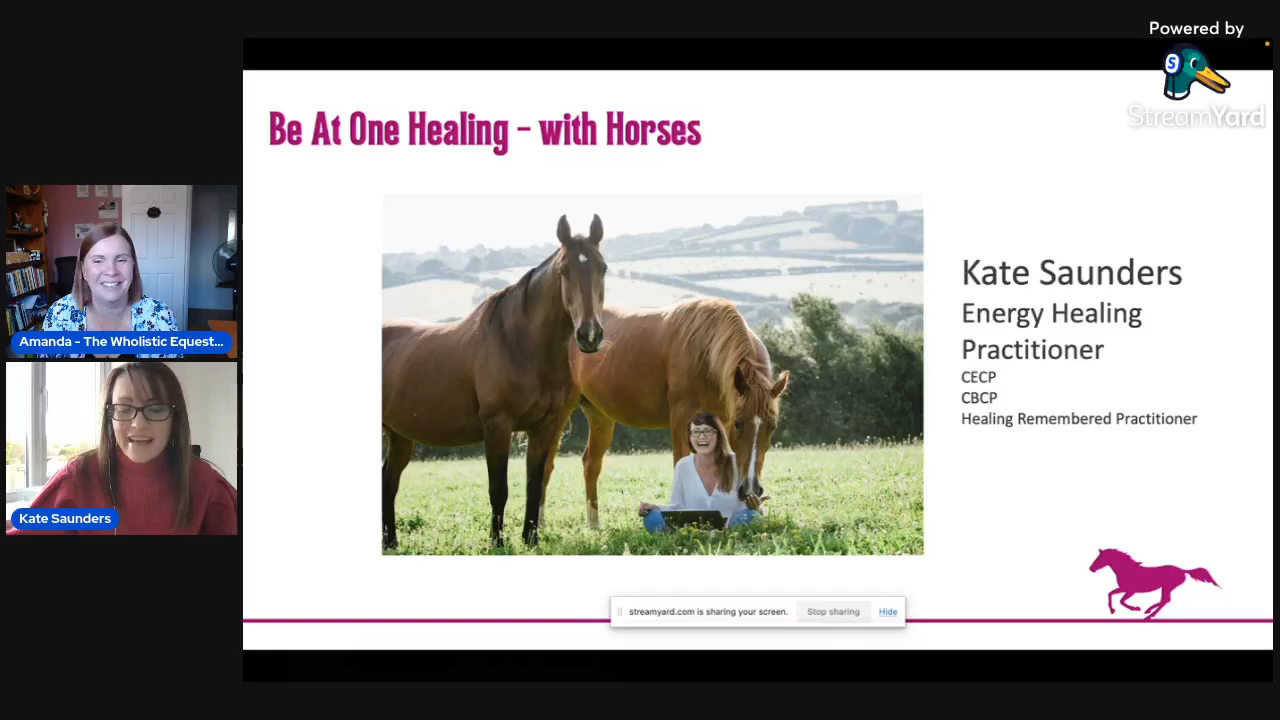 Powered by
S
StreamYard
Be At One Healing - with Horses
Kate Saunders
Energy Healing
Practitioner
CECP
CBCP
Healing Remembered Practitioner
Amanda - The Wholistic Equest...
Kate Saunders
streamyard.com is sharing your screen.
Stop sharing
Hide